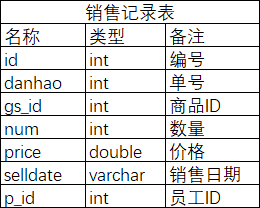 销售记录表
名称 类型 备注
id int 编号
danhao int 单号
gs_id int 商品ID
num int 数量
price double 价格
selldate varchar 销售日期
p_id int 员工ID